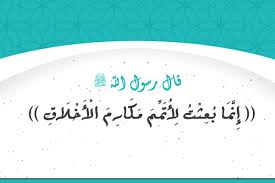 قال رسول الله ﷺ
(( إِنَّمَا بُعِثْتُ لِأُتَمِّمَ مَكَارِمَ الْأَخْلَاقِ ))